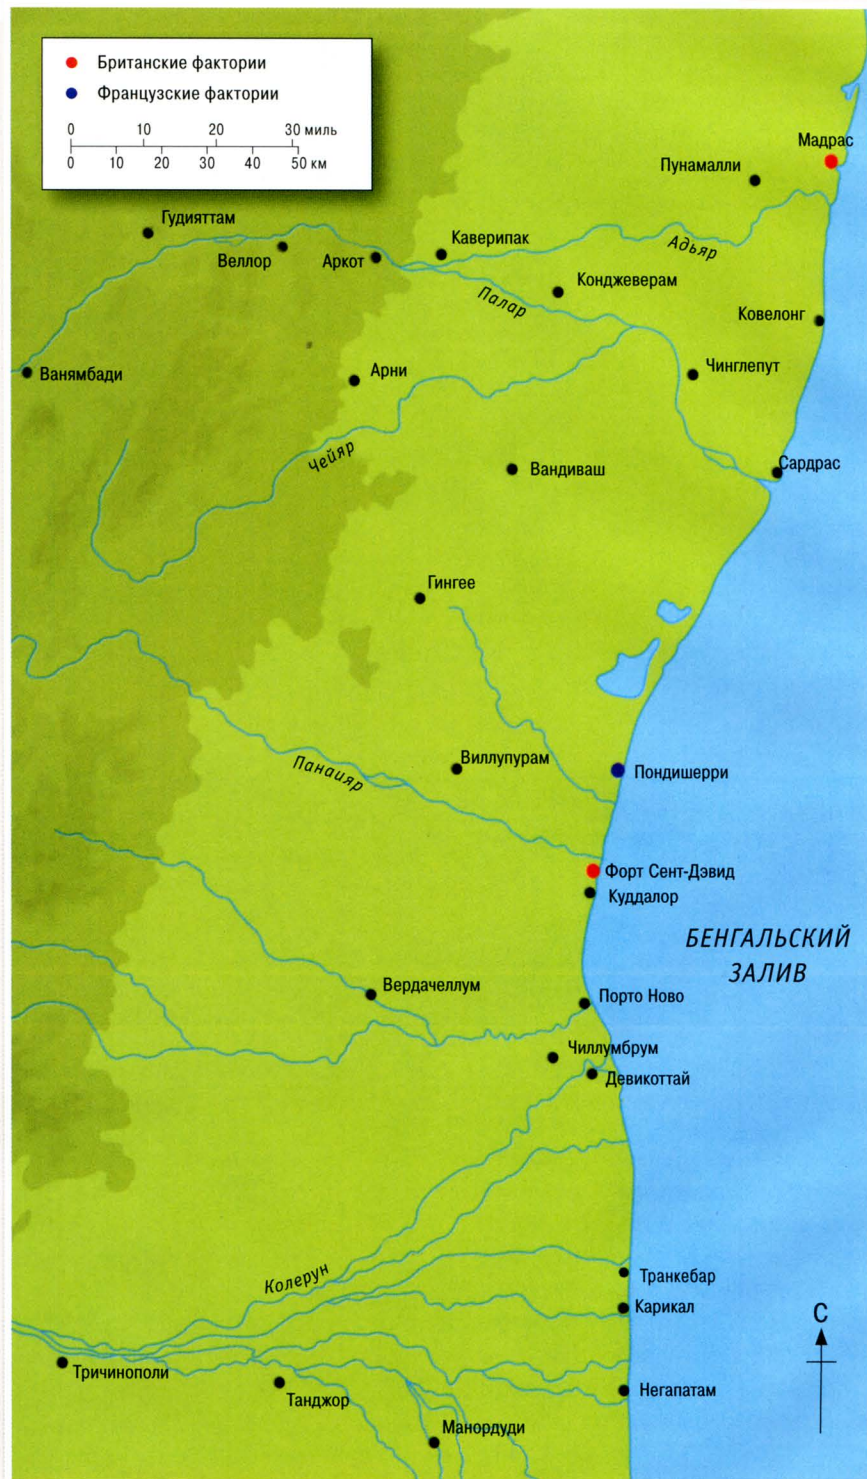 Британские фактории
Французские фактории
0 10 20 30 миль
0 10 20 30 40 50 км
Мадрас
Пунамалли
Гудияттам
Веллор
Аркот
Каверипак
Адьяр
Палар
Конджеверам
Ковелонг
Ванямбади
Арни
Чинглепут
Чейяр
Вандиваш
Сардрас
Гингее
Панаияр
Виллупурам
Пондишерри
Форт Сент-Дэвид
Куддалор
БЕНГАЛЬСКИЙ
ЗАЛИВ
Вердачеллум
Порто Ново
Чиллумбрум
Девикоттай
Колерун
Транкебар
Карикал
С
Тричинополи
Танджор
Негапатам
Манордуди